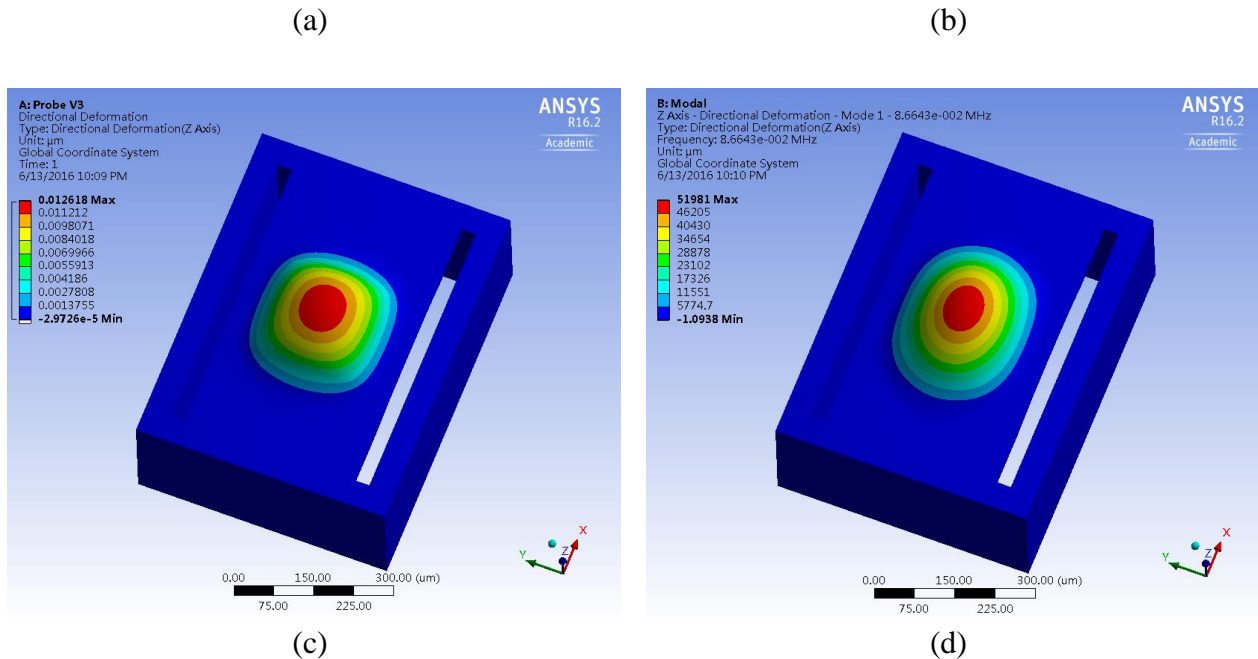 (a) (b)
A: Probe V3
Directional Deformation
Type: Directional Deformation(Z Axis)
Unit: µm
Global Coordinate System
Time: 1
6/13/2016 10:09 PM
ANSYS
R16.2
Academic
0.012618 Max
0.011212
0.0098071
0.0084018
0.0069966
0.0055913
0.004186
0.0027808
0.0013755
-2.9726e-5 Min
X
Y
Z
0.00 150.00 300.00 (um)
75.00 225.00
B: Modal
Z Axis - Directional Deformation - Mode 1 - 8.6643e-002 MHz
Type: Directional Deformation(Z Axis)
Frequency: 8.6643e-002 MHz
Unit: µm
Global Coordinate System
6/13/2016 10:10 PM
ANSYS
R16.2
Academic
51981 Max
46205
40430
34654
28878
23102
17326
11551
5774.7
-1.0938 Min
X
Y
Z
0.00 150.00 300.00 (um)
75.00 225.00
(c) (d)